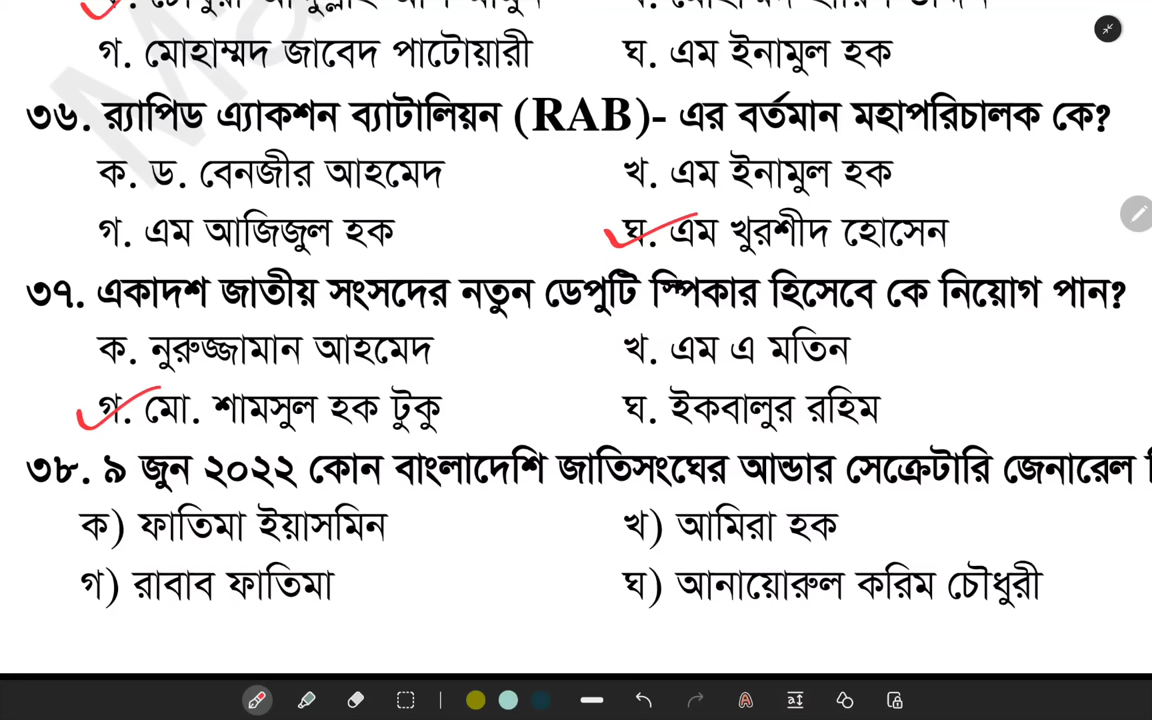 গ. মোহাম্মদ জাবেদ পাটোয়ারী ঘ. এম ইনামুল হক
৩৬. র‍্যাপিড এ্যাকশন ব্যাটালিয়ন (RAB)- এর বর্তমান মহাপরিচালক কে?
ক. ড. বেনজীর আহমেদ খ. এম ইনামুল হক
গ. এম আজিজুল হক ঘ. এম খুরশীদ হোসেন
৩৭. একাদশ জাতীয় সংসদের নতুন ডেপুটি স্পিকার হিসেবে কে নিয়োগ পান?
ক. নুরুজ্জামান আহমেদ খ. এম এ মতিন
গ. মো. শামসুল হক টুকু ঘ. ইকবালুর রহিম
৩৮. ৯ জুন ২০২২ কোন বাংলাদেশি জাতিসংঘের আন্ডার সেক্রেটারি জেনারেল
ক) ফাতিমা ইয়াসমিন খ) আমিরা হক
গ) রাবাব ফাতিমা ঘ) আনায়োরুল করিম চৌধুরী